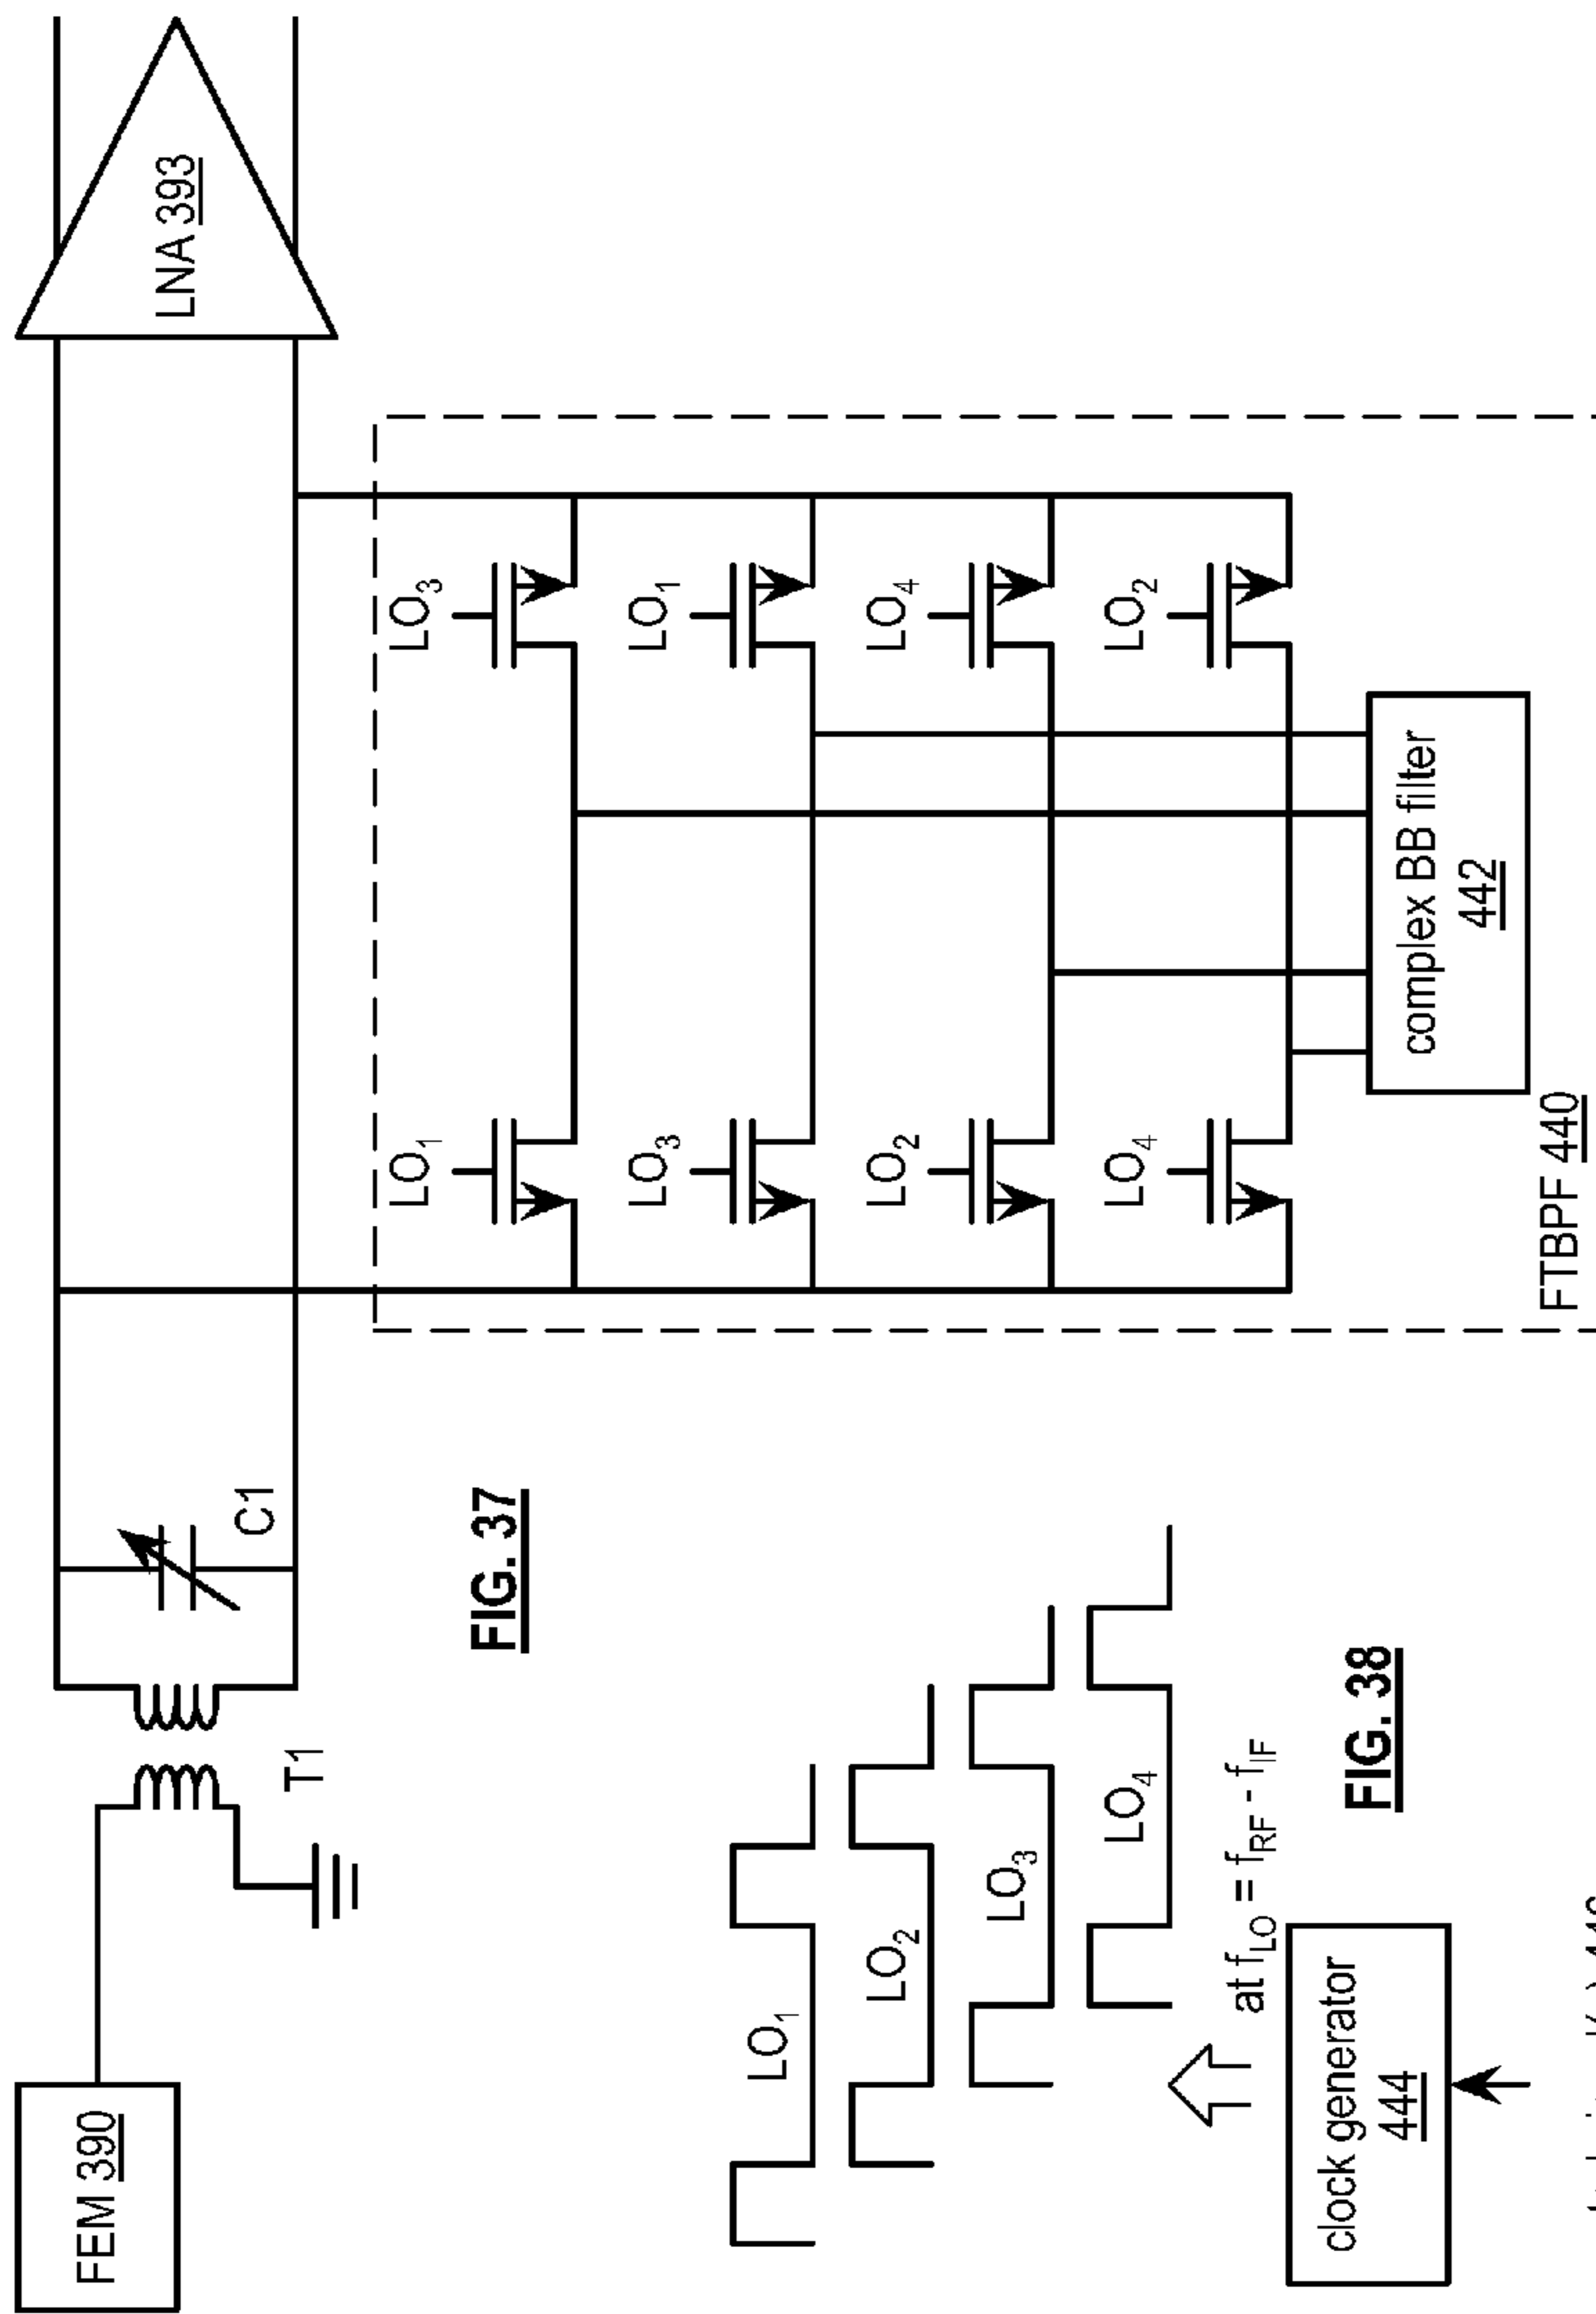 FEM 390
T1
C1
LNA 393
LO1
LO3
LO3
LO1
LO2
LO4
LO4
LO2
complex BB filter
442
FTBPF 440
FIG. 37
LO1
LO2
LO3
LO4
at fLO = fRF - fIF
clock generator
444
FIG. 38